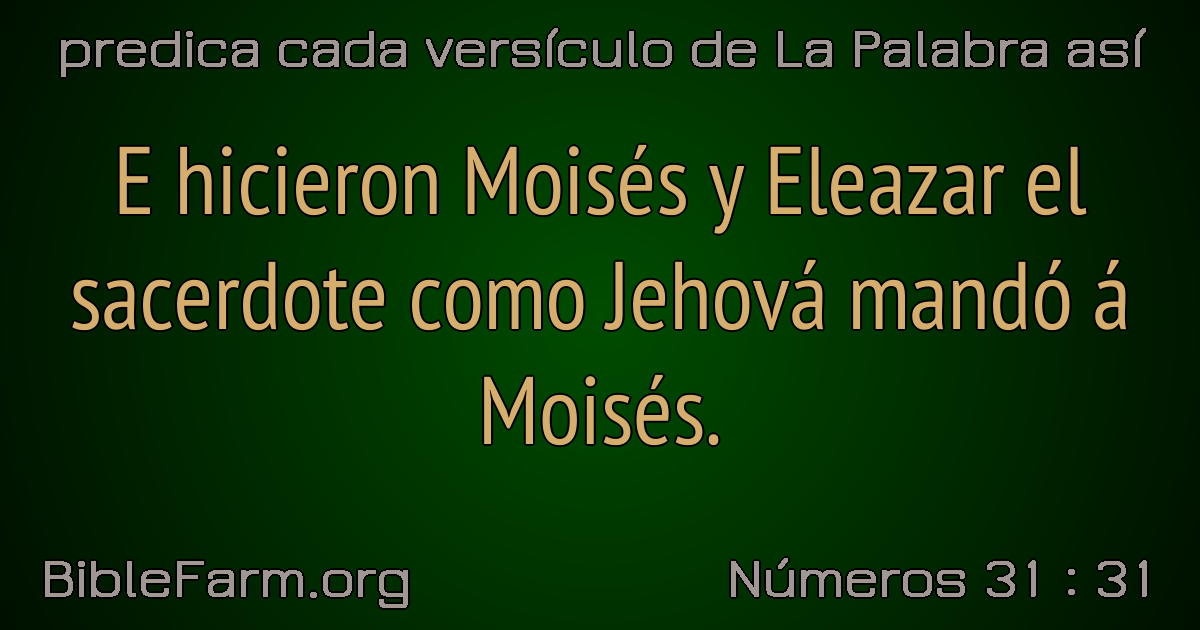 predica cada versículo de La Palabra así
E hicieron Moisés y Eleazar el
sacerdote como Jehová mandó á
Moisés.
BibleFarm.org
Números 31 : 31